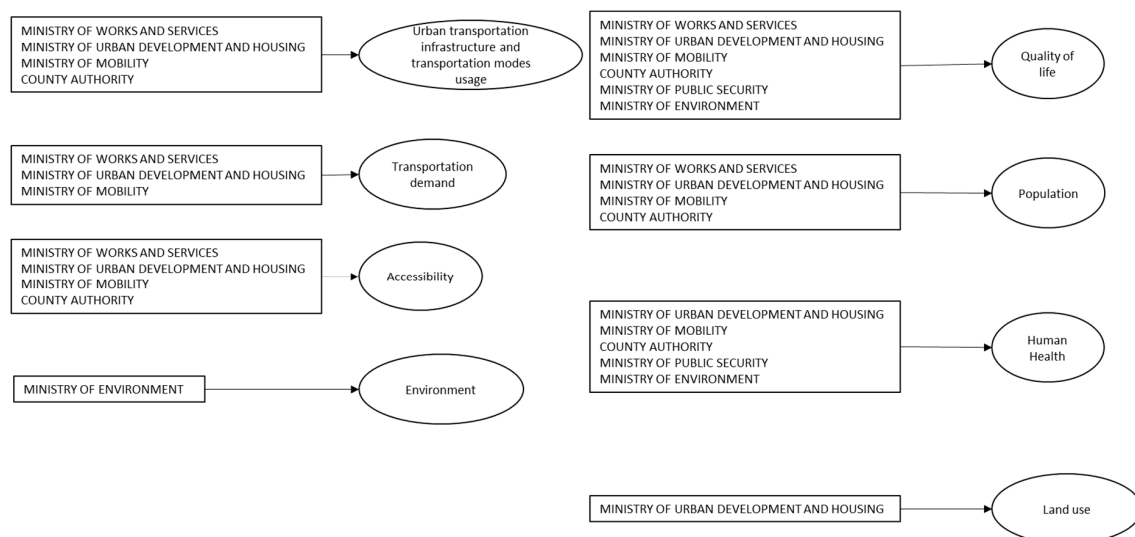 MINISTRY OF WORKS AND SERVICES
MINISTRY OF URBAN DEVELOPMENT AND HOUSING
MINISTRY OF MOBILITY
COUNTY AUTHORITY
Urban transportation
infrastructure and
transportation modes
usage
MINISTRY OF WORKS AND SERVICES
MINISTRY OF URBAN DEVELOPMENT AND HOUSING
MINISTRY OF MOBILITY
Transportation
demand
MINISTRY OF WORKS AND SERVICES
MINISTRY OF URBAN DEVELOPMENT AND HOUSING
MINISTRY OF MOBILITY
COUNTY AUTHORITY
Accessibility
MINISTRY OF ENVIRONMENT
Environment
MINISTRY OF WORKS AND SERVICES
MINISTRY OF URBAN DEVELOPMENT AND HOUSING
MINISTRY OF MOBILITY
COUNTY AUTHORITY
MINISTRY OF PUBLIC SECURITY
MINISTRY OF ENVIRONMENT
Quality of
life
MINISTRY OF WORKS AND SERVICES
MINISTRY OF URBAN DEVELOPMENT AND HOUSING
MINISTRY OF MOBILITY
COUNTY AUTHORITY
Population
MINISTRY OF URBAN DEVELOPMENT AND HOUSING
MINISTRY OF MOBILITY
COUNTY AUTHORITY
MINISTRY OF PUBLIC SECURITY
MINISTRY OF ENVIRONMENT
Human
Health
MINISTRY OF URBAN DEVELOPMENT AND HOUSING
Land use